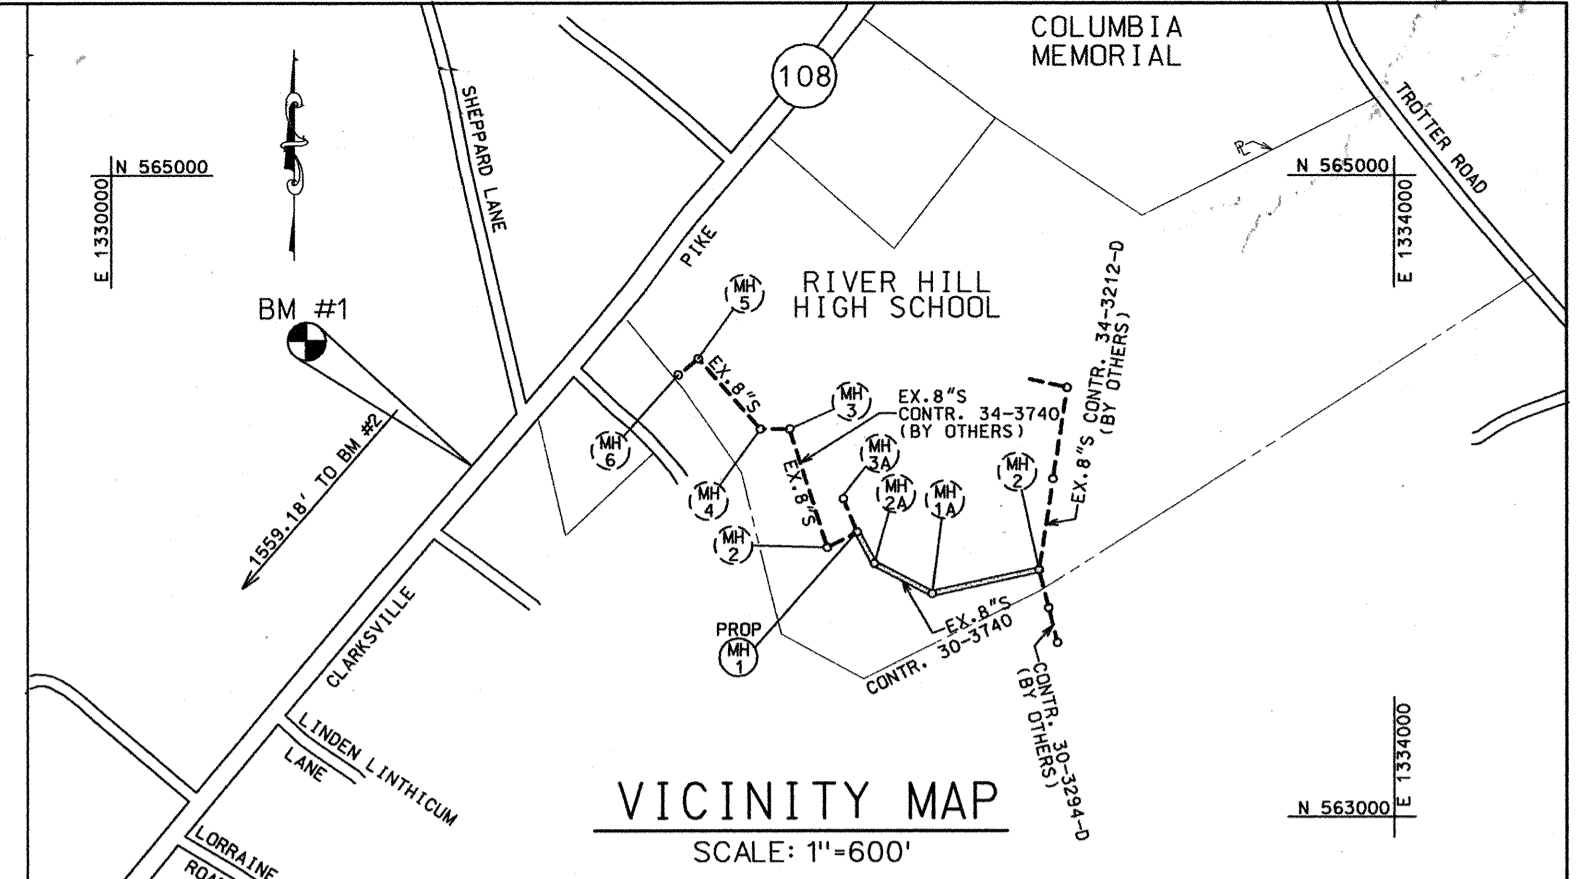 COLUMBIA
MEMORIAL
108
SHEPPARD LANE
TROTTER ROAD
N 565000
E 1330000
PL
N 565000
E 1334000
PIKE
BM #1
MH
5
RIVER HILL
HIGH SCHOOL
EX.8"S CONTR. 34-3212-D
(BY OTHERS)
EX.8"S
MH
3
EX.8"S
CONTR. 34-3740
(BY OTHERS)
1559.18' TO BM #2
MH
6
MH
3A
MH
4
EX.8"S
MH
2A
MH
1A
MH
2
MH
2
CLARKSVILLE
PROP
MH
1
EX.8"S
CONTR. 30-3740
CONTR. 30-3294-D
(BY OTHERS)
LINDEN LINTHICUM
LANE
E 1334000
N 563000
VICINITY MAP
SCALE: 1"=600'
LORRAINE
ROAD